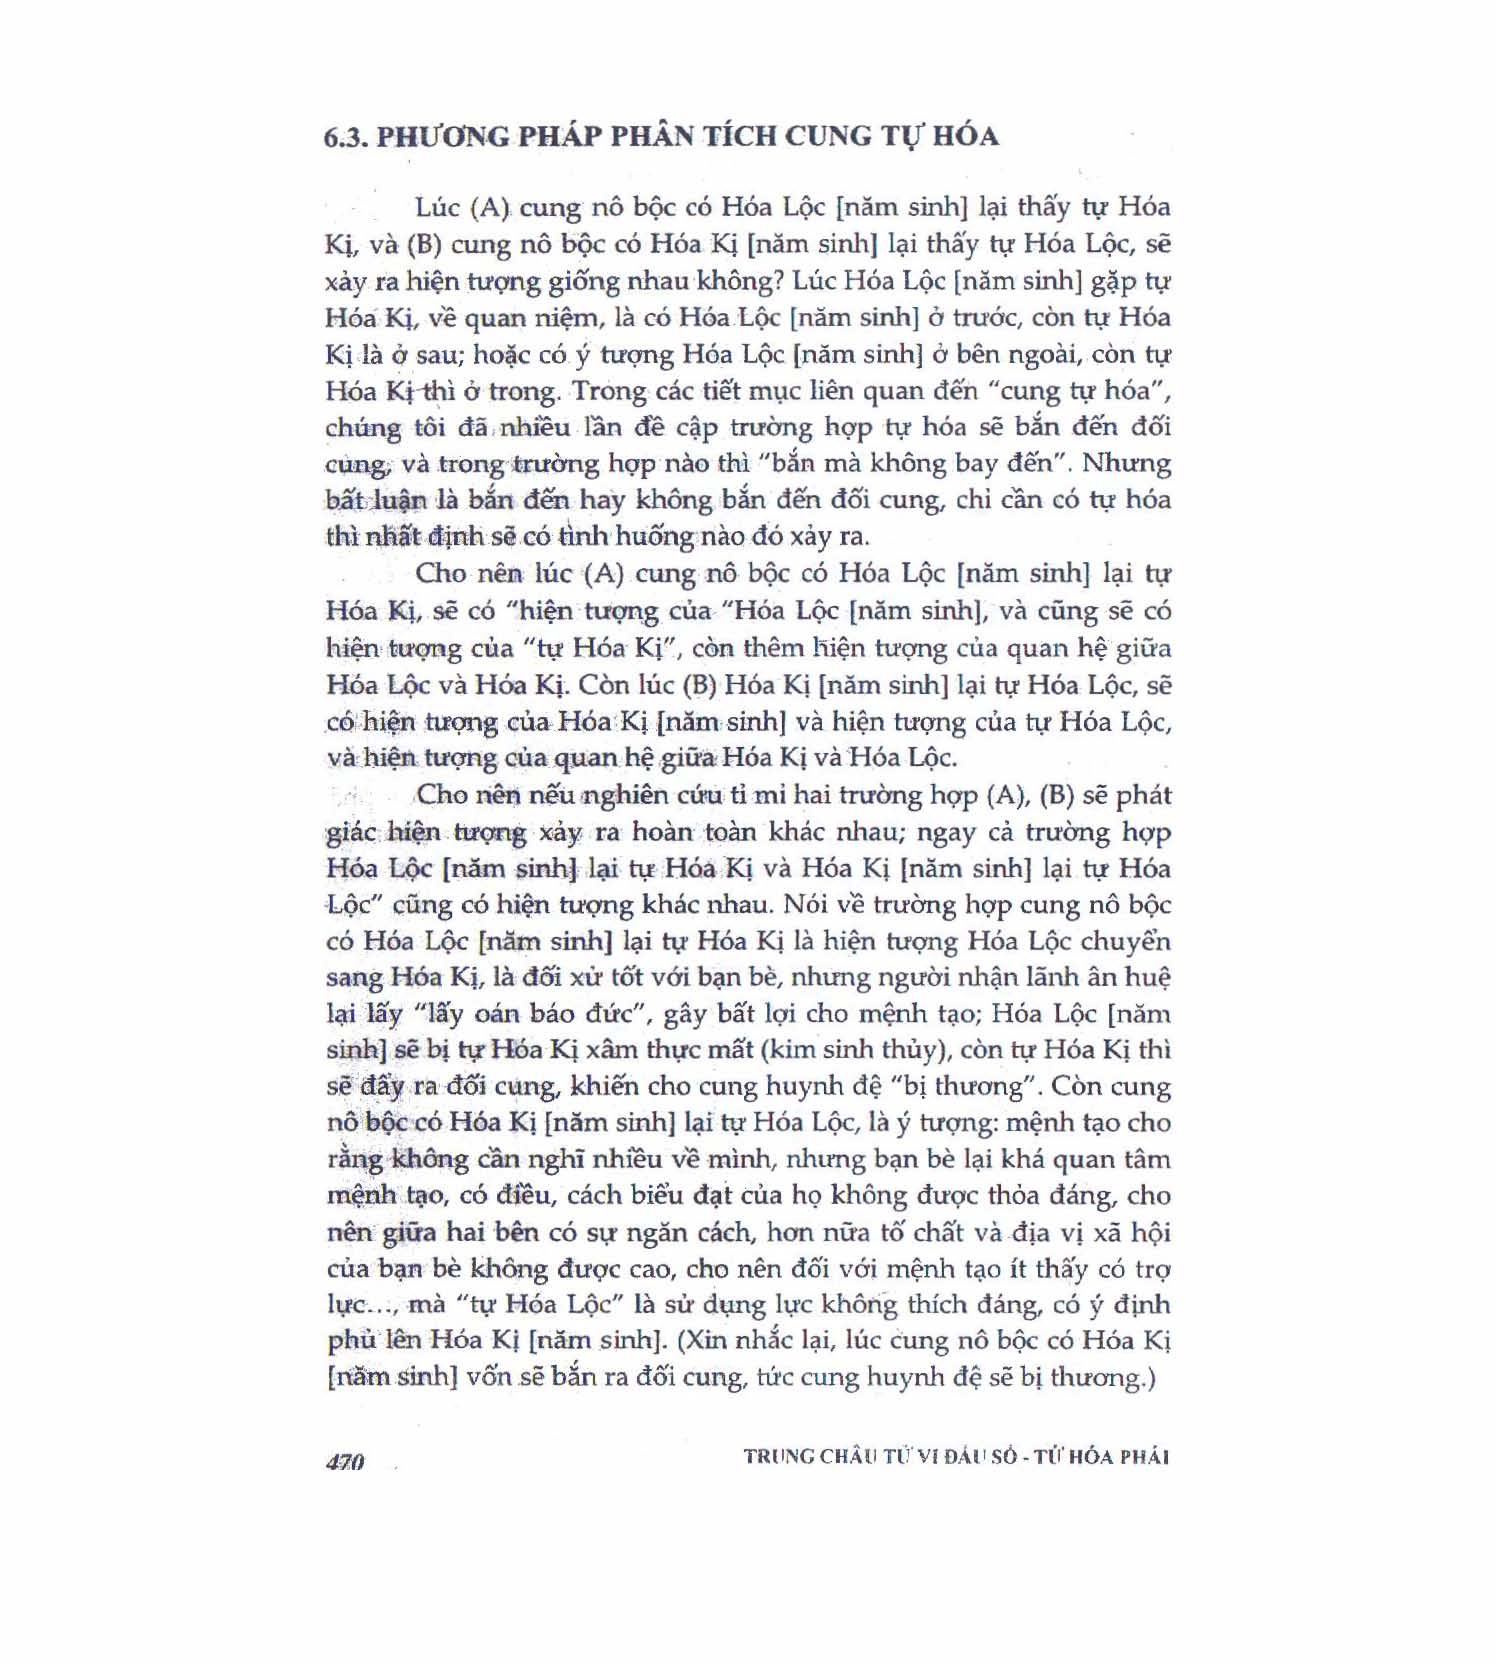 6.3. PHƯƠNG PHÁP PHÂN TÍCH CUNG TỰ HÓA
Lúc (A) cung nô bộc có Hóa Lộc [năm sinh] lại thấy tự Hóa
Kị, và (B) cung nô bộc có Hóa Kị [năm sinh] lại thấy tự Hóa Lộc, sẽ
xảy ra hiện tượng giống nhau không? Lúc Hóa Lộc [năm sinh] gặp tự
Hóa Kị, về quan niệm, là có Hóa Lộc [năm sinh] ở trước, còn tự Hóa
Kị là ở sau; hoặc có ý tượng Hóa Lộc [năm sinh] ở bên ngoài, còn tự
Hóa Kị thì ở trong. Trong các tiết mục liên quan đến "cung tự hóa",
chúng tôi đã nhiều lần đề cập trường hợp tự hóa sẽ bắn đến đối
cung, và trong trường hợp nào thì "bắn mà không bay đến". Nhưng
bất luận là bắn đến hay không bắn đến đối cung, chỉ cần có tự hóa
thì nhất định sẽ có tình huống nào đó xảy ra.
Cho nên lúc (A) cung nô bộc có Hóa Lộc [năm sinh] lại tự
Hóa Kị, sẽ có "hiện tượng của "Hóa Lộc [năm sinh], và cũng sẽ có
hiện tượng của "tự Hóa Kị", còn thêm hiện tượng của quan hệ giữa
Hóa Lộc và Hóa Kị. Còn lúc (B) Hóa Kị [năm sinh] lại tự Hóa Lộc, sẽ
có hiện tượng của Hóa Kị [năm sinh] và hiện tượng của tự Hóa Lộc,
và hiện tượng của quan hệ giữa Hóa Kị và Hóa Lộc.
Cho nên nếu nghiên cứu tỉ mỉ hai trường hợp (A), (B) sẽ phát
giác hiện tượng xảy ra hoàn toàn khác nhau; ngay cả trường hợp
Hóa Lộc [năm sinh] lại tự Hóa Kị và Hóa Kị [năm sinh] lại tự Hóa
Lộc" cũng có hiện tượng khác nhau. Nói về trường hợp cung nô bộc
có Hóa Lộc [năm sinh] lại tự Hóa Kị là hiện tượng Hóa Lộc chuyển
sang Hóa Kị, là đối xử tốt với bạn bè, nhưng người nhận lãnh ân huệ
lại lấy "lấy oán báo đức", gây bất lợi cho mệnh tạo; Hóa Lộc [năm
sinh] sẽ bị tự Hóa Kị xâm thực mất (kim sinh thủy), còn tự Hóa Kị thì
sẽ đẩy ra đối cung, khiến cho cung huynh đệ "bị thương". Còn cung
nô bộc có Hóa Kị [năm sinh] lại tự Hóa Lộc, là ý tượng: mệnh tạo cho
rằng không cần nghĩ nhiều về mình, nhưng bạn bè lại khá quan tâm
mệnh tạo, có điều, cách biểu đạt của họ không được thỏa đáng, cho
nên giữa hai bên có sự ngăn cách, hơn nữa tố chất và địa vị xã hội
của bạn bè không được cao, cho nên đối với mệnh tạo ít thấy có trợ
lực..., mà "tự Hóa Lộc" là sử dụng lực không thích đáng, có ý định
phủ lên Hóa Kị [năm sinh]. (Xin nhắc lại, lúc cung nô bộc có Hóa Kị
[năm sinh] vốn sẽ bắn ra đối cung, tức cung huynh đệ sẽ bị thương.)
470
TRUNG CHÂU TỬ VI ĐẨU SỐ - TỨ HÓA PHÁI